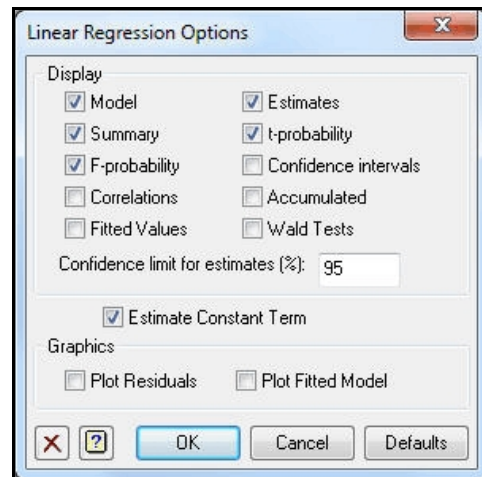 Linear Regression Options
Display
Model Estimates
Summary t-probability
F-probability Confidence intervals
Correlations Accumulated
Fitted Values Wald Tests
Confidence limit for estimates (%): 95
Estimate Constant Term
Graphics
Plot Residuals Plot Fitted Model
? OK Cancel Defaults